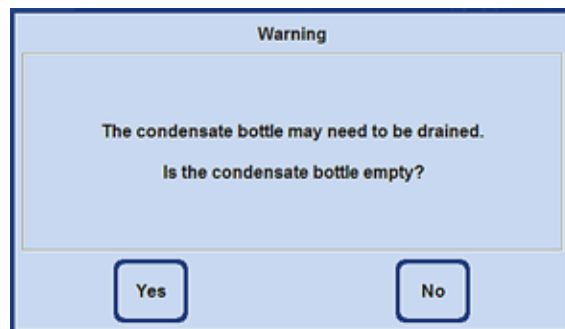 Warning
The condensate bottle may need to be drained.
Is the condensate bottle empty?
Yes
No